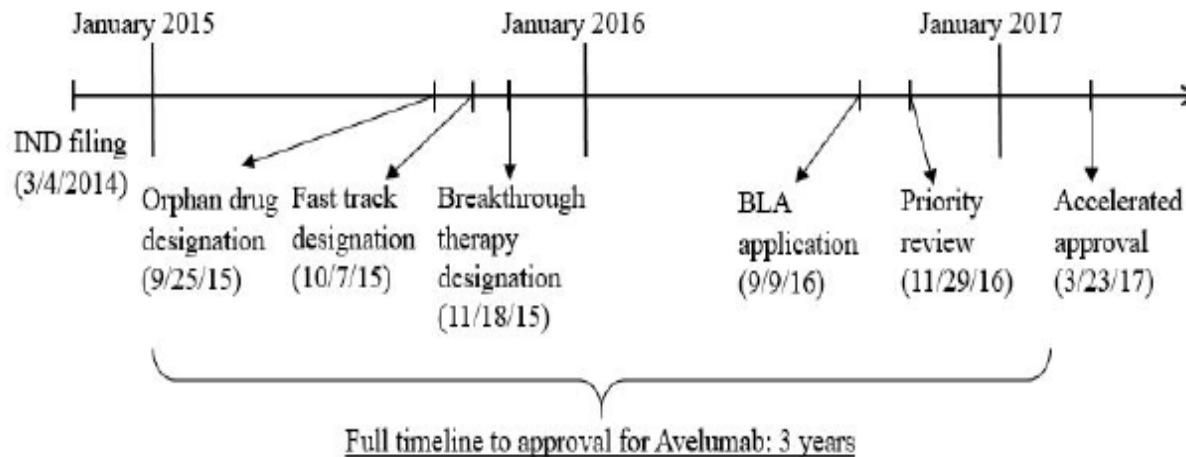 January 2015
January 2016
January 2017
IND filing
(3/4/2014)
Orphan drug
designation
(9/25/15)
Fast track
designation
(10/7/15)
Breakthrough
therapy
designation
(11/18/15)
BLA
application
(9/9/16)
Priority
review
(11/29/16)
Accelerated
approval
(3/23/17)
Full timeline to approval for Avelumab: 3 years